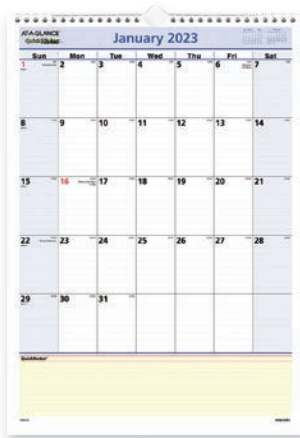 AT-A-GLANCE
QuickNotes
January 2023
Sun Mon Tue Wed Thu Fri Sat
1 2 3 4 5 6 7
8 9 10 11 12 13 14
15 16 17 18 19 20 21
22 23 24 25 26 27 28
29 30 31
QuickNotes